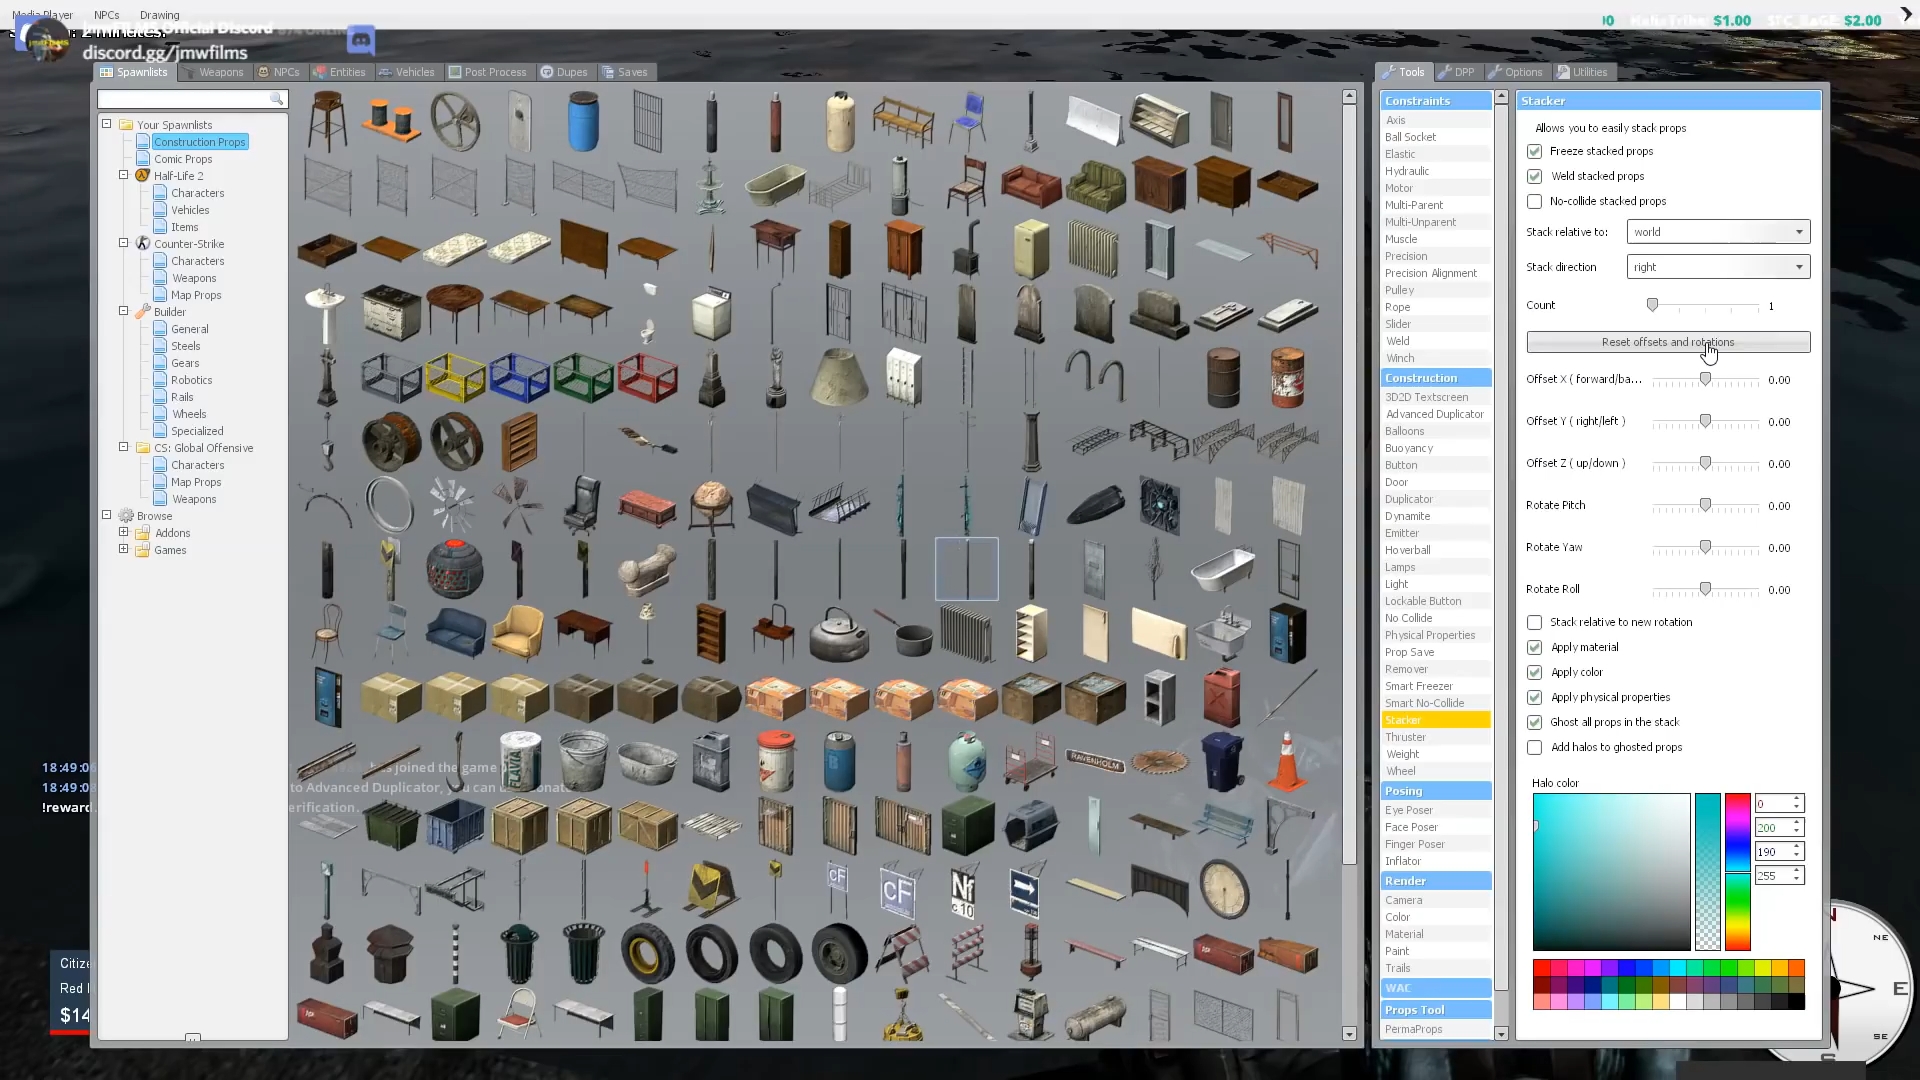 Media Player NPCs Drawing
discord.gg/jmwfilms
MafiaTribe: $1.00 SFC_RAGE: $2.00
Spawnlists Weapons NPCs Entities Vehicles Post Process Dupes Saves
Your Spawnlists
Construction Props
Comic Props
Half-Life 2
Characters
Vehicles
Items
Counter-Strike
Characters
Weapons
Map Props
Builder
General
Steels
Gears
Robotics
Rails
Wheels
Specialized
CS: Global Offensive
Characters
Map Props
Weapons
Browse
Addons
Games
RAVENHOLM
cF
cF
Nf
c 10
18:49:06
has joined the game
18:49:08
to Advanced Duplicator, you can use
!reward
erification.
Citize
Red
$14
Tools DPP Options Utilities
Constraints
Axis
Ball Socket
Elastic
Hydraulic
Motor
Multi-Parent
Multi-Unparent
Muscle
Precision
Precision Alignment
Pulley
Rope
Slider
Weld
Winch
Construction
3D2D Textscreen
Advanced Duplicator
Balloons
Buoyancy
Button
Door
Duplicator
Dynamite
Emitter
Hoverball
Lamps
Light
Lockable Button
No Collide
Physical Properties
Prop Save
Remover
Smart Freezer
Smart No-Collide
Stacker
Thruster
Weight
Wheel
Posing
Eye Poser
Face Poser
Finger Poser
Inflator
Render
Camera
Color
Material
Paint
Trails
WAC
Props Tool
PermaProps
Stacker
Allows you to easily stack props
Freeze stacked props
Weld stacked props
No-collide stacked props
Stack relative to: world
Stack direction right
Count 1
Reset offsets and rotations
Offset X ( forward/ba... 0.00
Offset Y ( right/left ) 0.00
Offset Z ( up/down ) 0.00
Rotate Pitch 0.00
Rotate Yaw 0.00
Rotate Roll 0.00
Stack relative to new rotation
Apply material
Apply color
Apply physical properties
Ghost all props in the stack
Add halos to ghosted props
Halo color
0
200
190
255
N
NE
E
SE
S